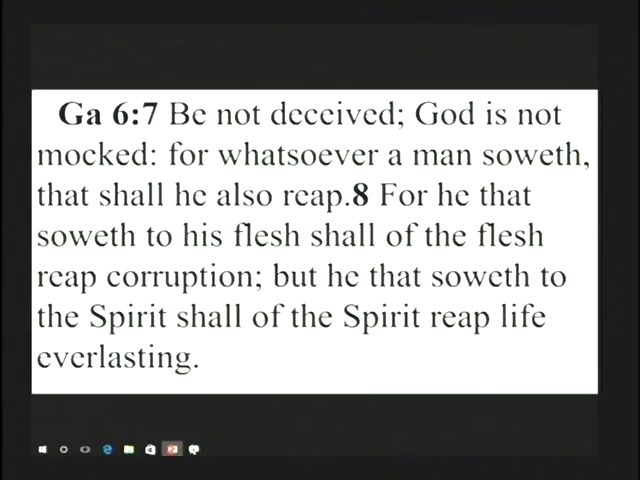 Ga 6:7 Be not deceived; God is not
mocked: for whatsoever a man soweth,
that shall he also reap.8 For he that
soweth to his flesh shall of the flesh
reap corruption; but he that soweth to
the Spirit shall of the Spirit reap life
everlasting.